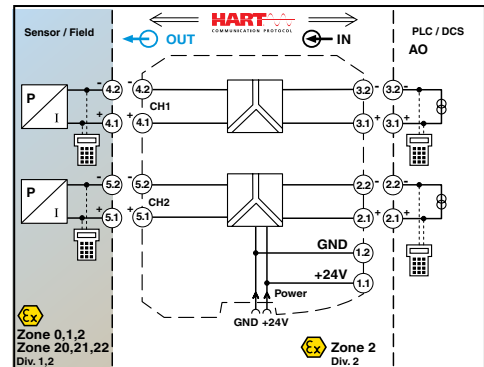 Sensor / Field
HART
COMMUNICATION PROTOCOL
PLC / DCS
OUT
IN
AO
P
I
- 4.2 - 4.2
CH1
3.2 - 3.2 -
+ 4.1 + 4.1
3.1 + 3.1 +
P
I
- 5.2 - 5.2
CH2
2.2 - 2.2 -
+ 5.1 + 5.1
2.1 + 2.1 +
GND
1.2
+24V
1.1
Power
GND +24V
Ex
Zone 0,1,2
Zone 20,21,22
Div. 1,2
Ex
Zone 2
Div. 2